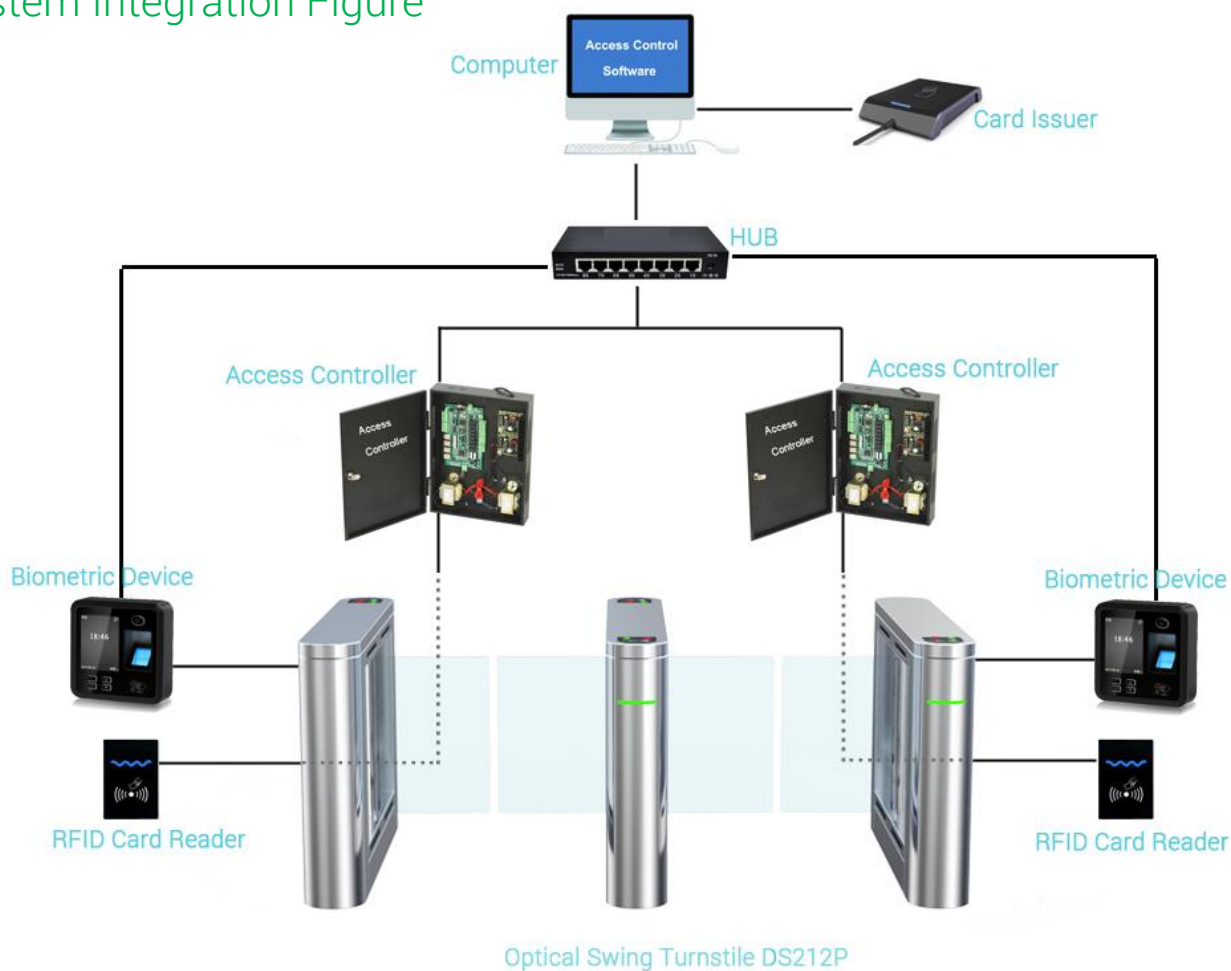 stem Integration Figure
Computer
Access Control
Software
Card Issuer
HUB
Access Controller
Access Controller
Access
Controller
Access
Controller
Biometric Device
Biometric Device
18:46
18:46
RFID Card Reader
RFID Card Reader
Optical Swing Turnstile DS212P